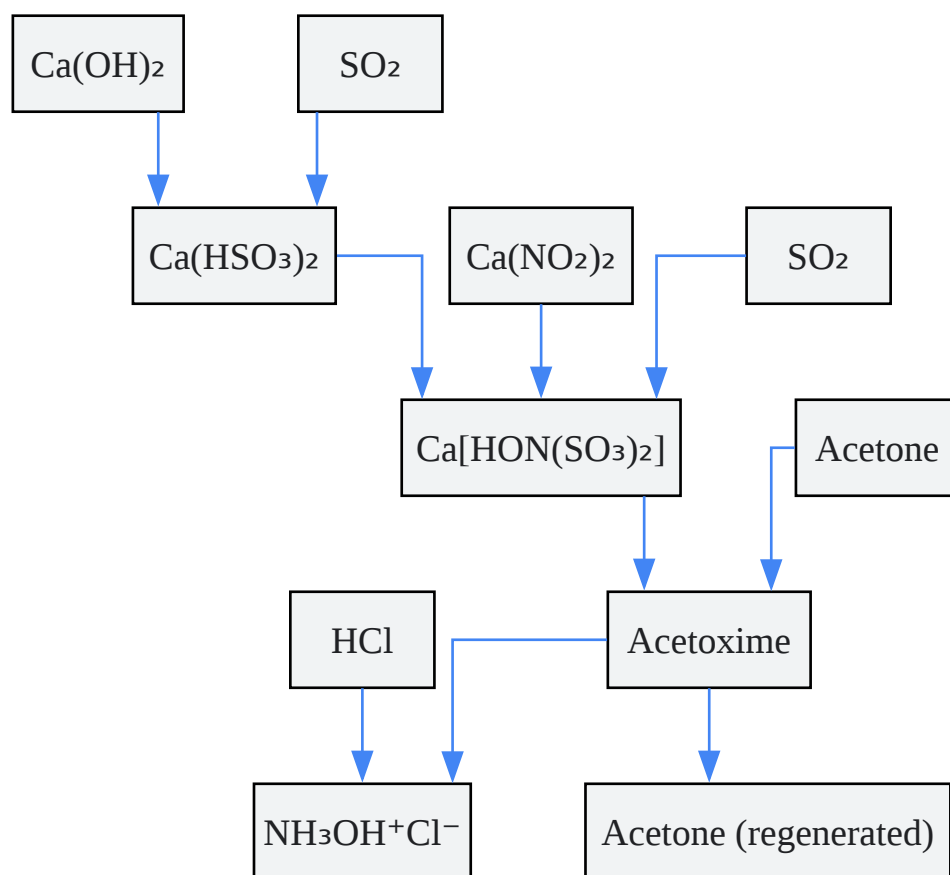 Ca(OH)₂
SO₂
Ca(HSO₃)₂
Ca(NO₂)₂
SO₂
Ca[HON(SO₃)₂]
Acetone
HCl
Acetoxime
NH₃OH⁺Cl⁻
Acetone (regenerated)